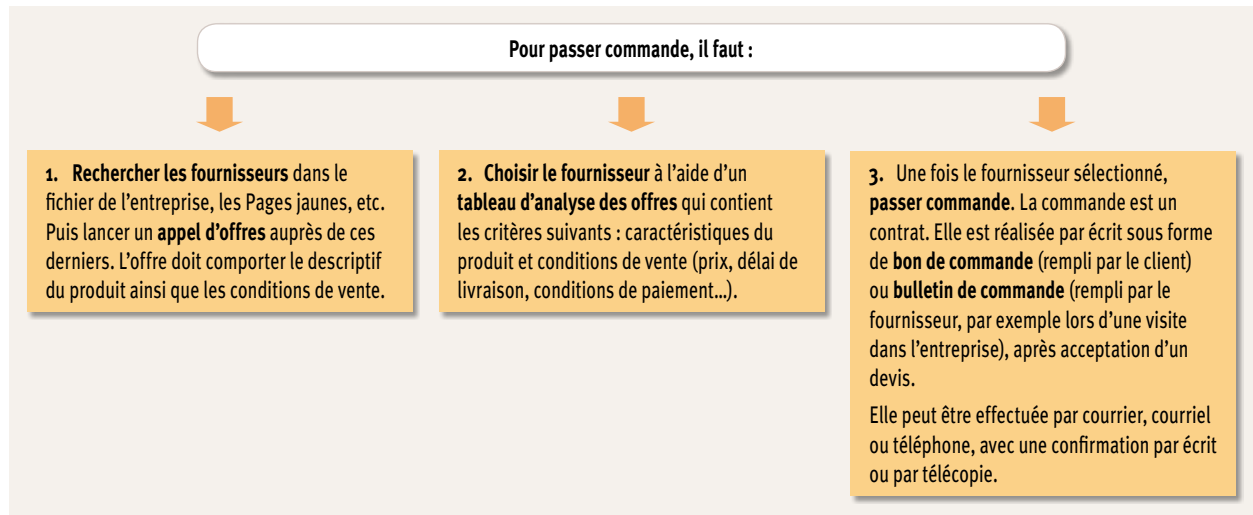 Pour passer commande, il faut :
1. Rechercher les fournisseurs dans le
fichier de l'entreprise, les Pages jaunes, etc.
Puis lancer un appel d'offres auprès de ces
derniers. L'offre doit comporter le descriptif
du produit ainsi que les conditions de vente.
2. Choisir le fournisseur à l'aide d'un
tableau d'analyse des offres qui contient
les critères suivants : caractéristiques du
produit et conditions de vente (prix, délai de
livraison, conditions de paiement...).
3. Une fois le fournisseur sélectionné,
passer commande. La commande est un
contrat. Elle est réalisée par écrit sous forme
de bon de commande (rempli par le client)
ou bulletin de commande (rempli par le
fournisseur, par exemple lors d'une visite
dans l'entreprise), après acceptation d'un
devis.
Elle peut être effectuée par courrier, courriel
ou téléphone, avec une confirmation par écrit
ou par télécopie.